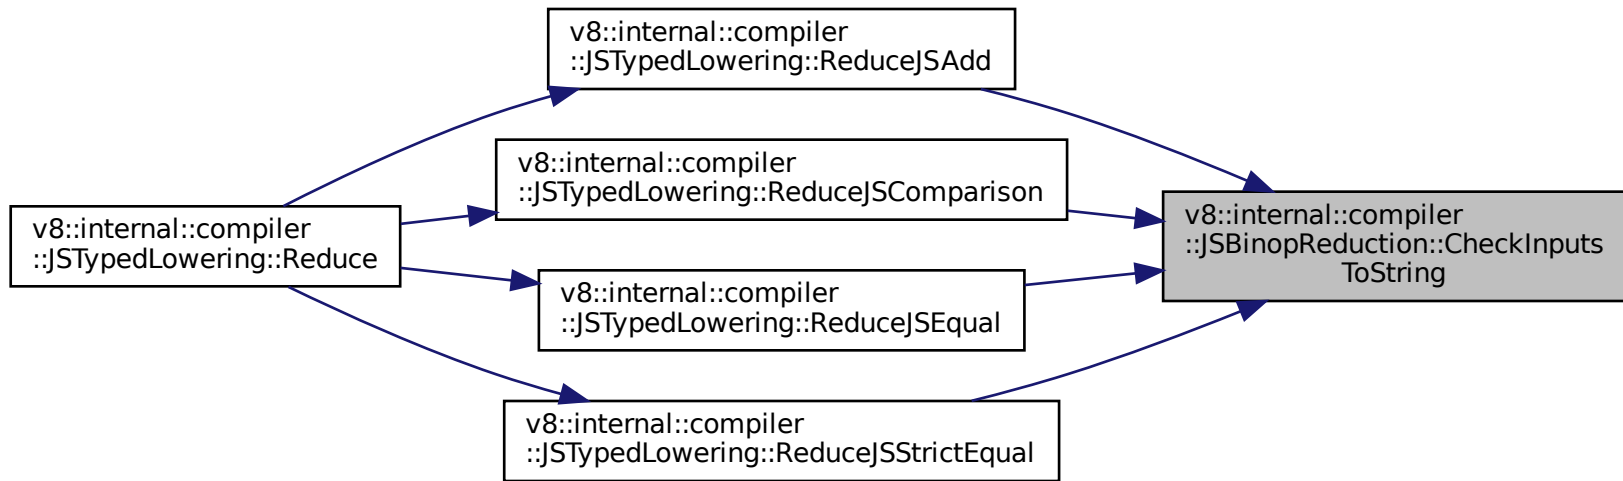 v8::internal::compiler
::JSTypedLowering::ReduceJSAdd
v8::internal::compiler
::JSTypedLowering::ReduceJSComparison
v8::internal::compiler
::JSTypedLowering::Reduce
v8::internal::compiler
::JSBinopReduction::CheckInputs
ToString
v8::internal::compiler
::JSTypedLowering::ReduceJSEqual
v8::internal::compiler
::JSTypedLowering::ReduceJSStrictEqual